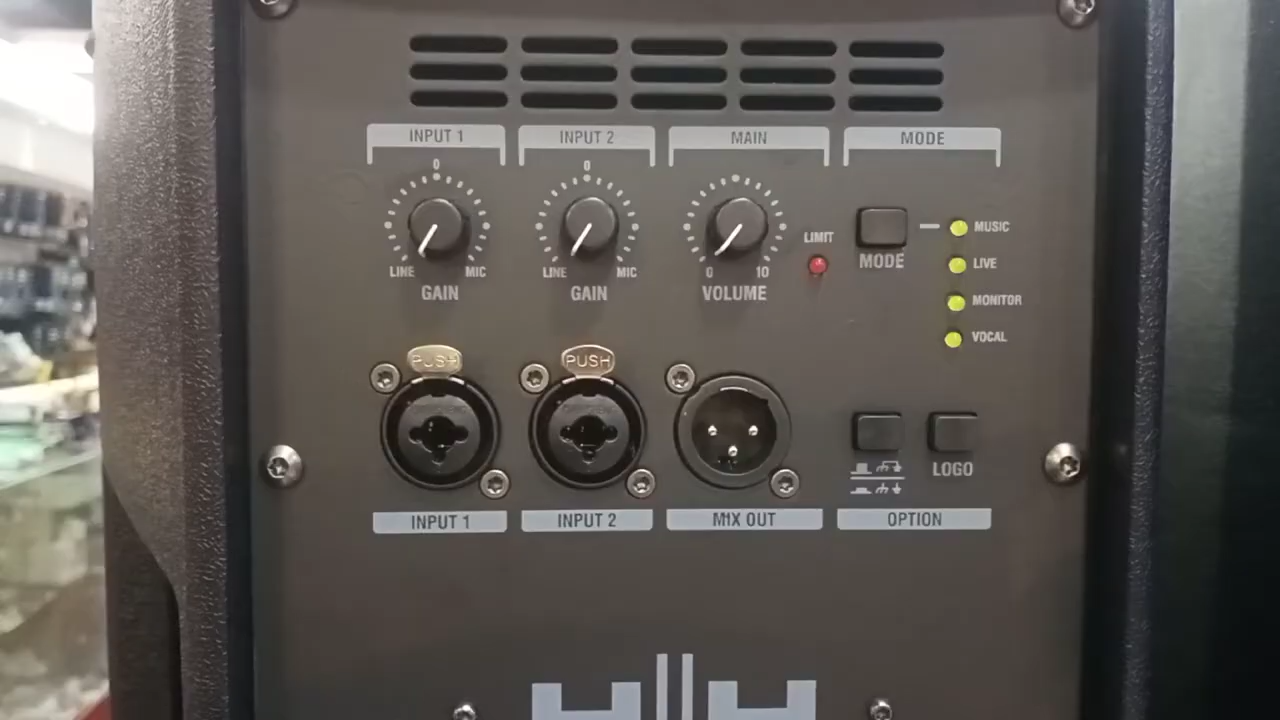 INPUT 1
INPUT 2
MAIN
MODE
0
0
LINE
MIC
GAIN
LINE
MIC
GAIN
0
10
VOLUME
LIMIT
MODE
MUSIC
LIVE
MONITOR
VOCAL
PUSH
PUSH
LOGO
INPUT 1
INPUT 2
MIX OUT
OPTION